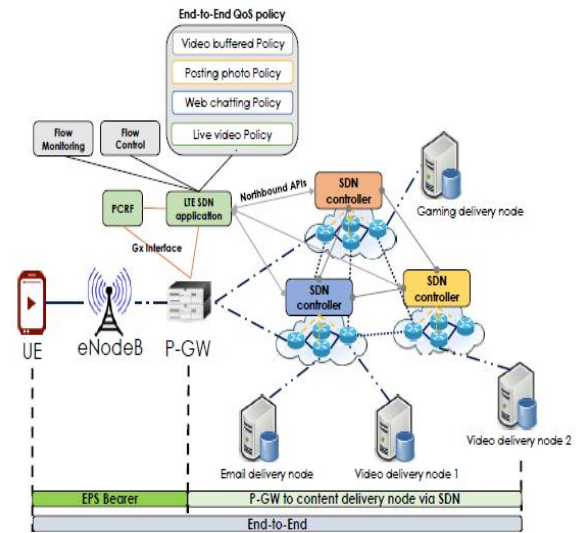 End-to-End QoS policy
Video buffered Policy
Posting photo Policy
Web chatting Policy
Live video Policy
Flow
Monitoring
Flow
Control
PCRF
LTE SDN
application
Northbound APIs
Gx Interface
SDN
controller
Gaming delivery node
SDN
controller
SDN
controller
UE
eNodeB
P-GW
Email delivery node
Video delivery node 1
Video delivery node 2
EPS Bearer
P-GW to content delivery node via SDN
End-to-End